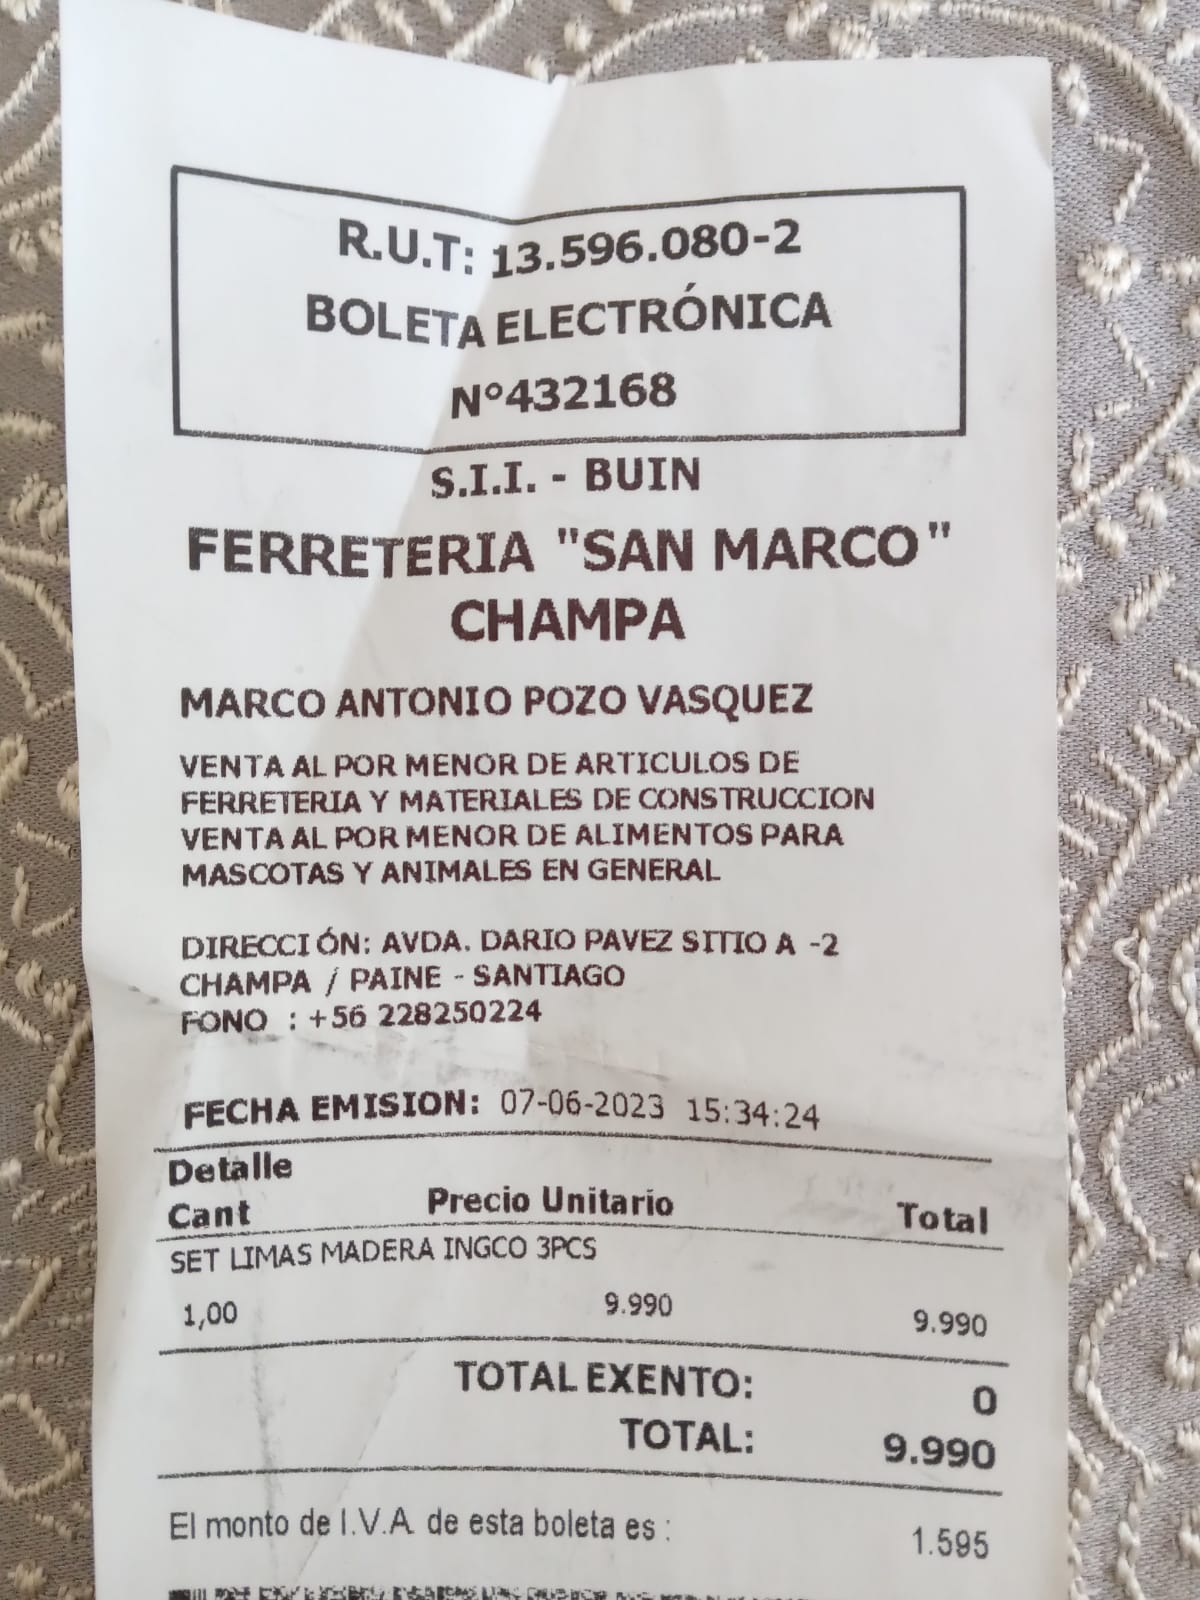 R.U.T: 13.596.080-2
BOLETA ELECTRÓNICA
N°432168
S.I.I. - BUIN
FERRETERIA "SAN MARCO"
CHAMPA
MARCO ANTONIO POZO VASQUEZ
VENTA AL POR MENOR DE ARTICULOS DE
FERRETERIA Y MATERIALES DE CONSTRUCCION
VENTA AL POR MENOR DE ALIMENTOS PARA
MASCOTAS Y ANIMALES EN GENERAL
DIRECCIÓN: AVDA. DARIO PAVEZ SITIO A -2
CHAMPA / PAINE - SANTIAGO
FONO : +56 228250224
FECHA EMISION: 07-06-2023 15:34:24
Detalle
Cant Precio Unitario Total
SET LIMAS MADERA INGCO 3PCS
1,00 9.990 9.990
TOTAL EXENTO: 0
TOTAL: 9.990
El monto de I.V.A. de esta boleta es : 1.595